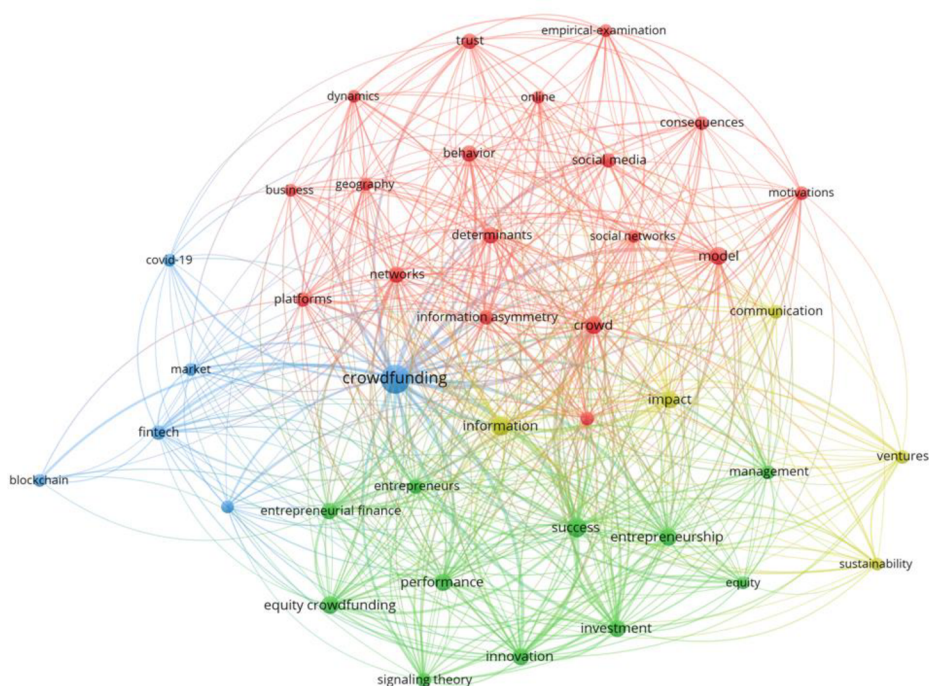 empirical-examination
trust
dynamics
online
consequences
behavior
social media
business
geography
motivations
determinants
social networks
covid-19
model
networks
platforms
communication
information asymmetry
crowd
market
crowdfunding
impact
information
fintech
ventures
management
blockchain
entrepreneurs
entrepreneurial finance
success
entrepreneurship
sustainability
performance
equity
equity crowdfunding
investment
innovation
signaling theory